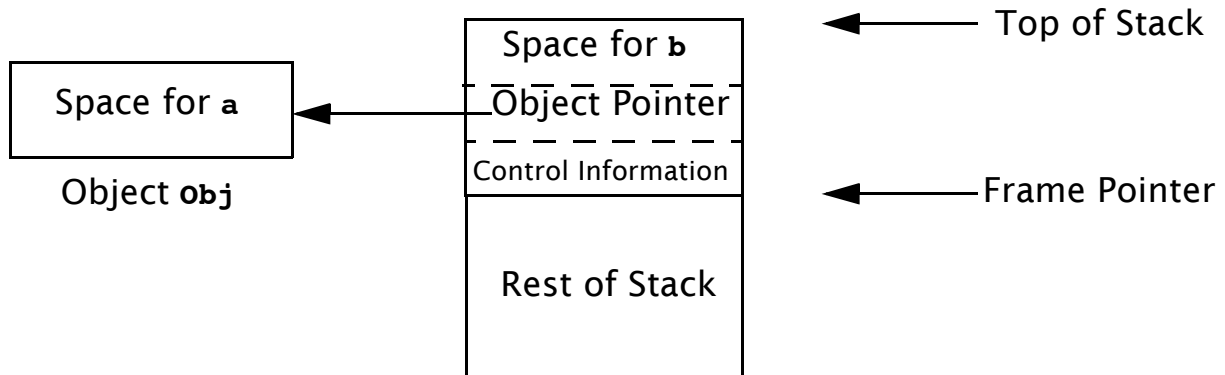 Top of Stack
Space for b
Space for a
Object Pointer
Control Information
Object Obj
Frame Pointer
Rest of Stack